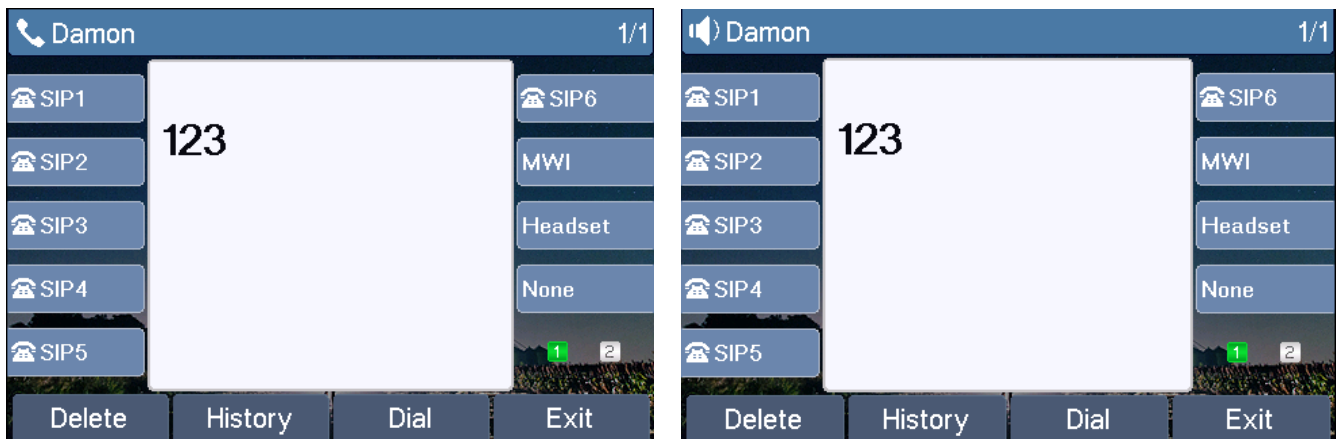 Damon 1/1
SIP1
SIP2
SIP3
SIP4
SIP5
123
SIP6
MWI
Headset
None
1 2
Delete History Dial Exit
Damon 1/1
SIP1
SIP2
SIP3
SIP4
SIP5
123
SIP6
MWI
Headset
None
1 2
Delete History Dial Exit